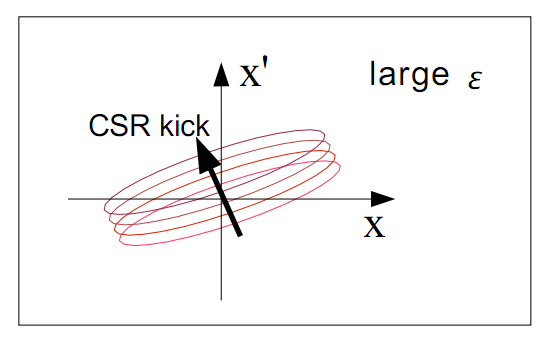 large ε
x'
CSR kick
x